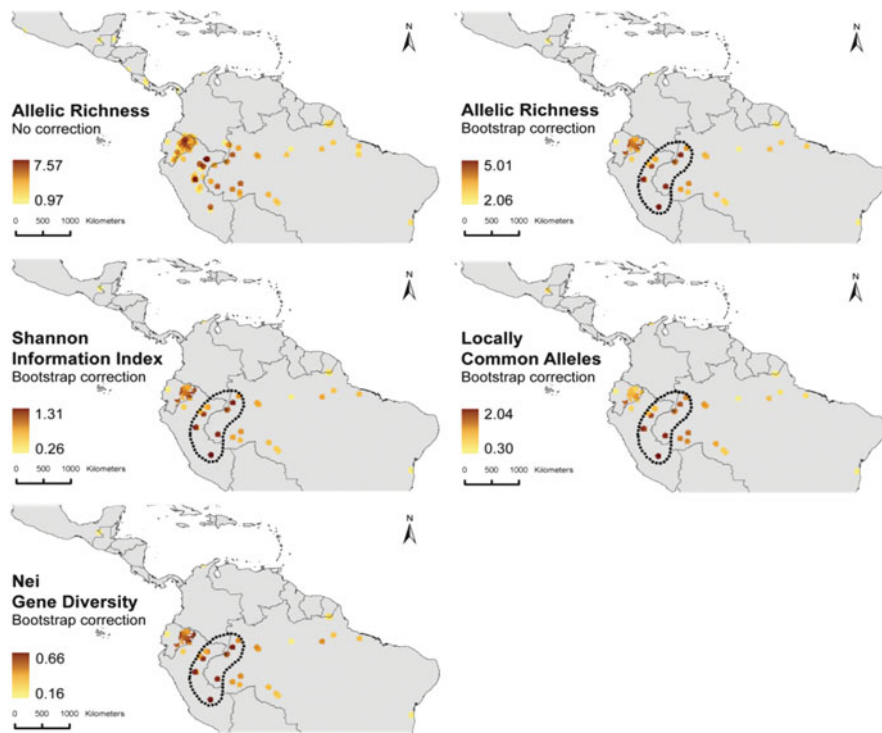 N
Allelic Richness
No correction
7.57
0.97
0 500 1000 Kilometers
N
Allelic Richness
Bootstrap correction
5.01
2.06
0 500 1000 Kilometers
N
Shannon
Information Index
Bootstrap correction
1.31
0.26
0 500 1000 Kilometers
N
Locally
Common Alleles
Bootstrap correction
2.04
0.30
0 500 1000 Kilometers
N
Nei
Gene Diversity
Bootstrap correction
0.66
0.16
0 500 1000 Kilometers